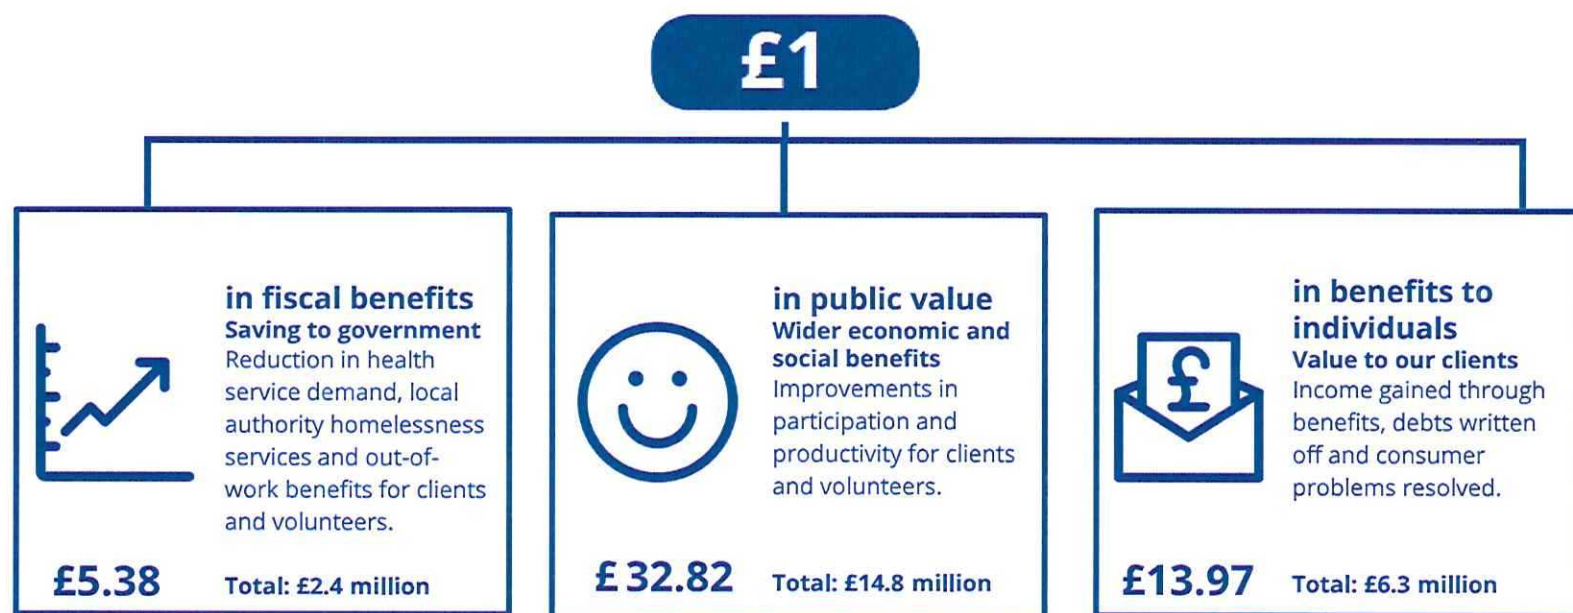 £1
in fiscal benefits
Saving to government
Reduction in health
service demand, local
authority homelessness
services and out-of-
work benefits for clients
and volunteers.
£5.38
Total: £2.4 million
in public value
Wider economic and
social benefits
Improvements in
participation and
productivity for clients
and volunteers.
£ 32.82
Total: £14.8 million
in benefits to
individuals
Value to our clients
Income gained through
benefits, debts written
off and consumer
problems resolved.
£13.97
Total: £6.3 million